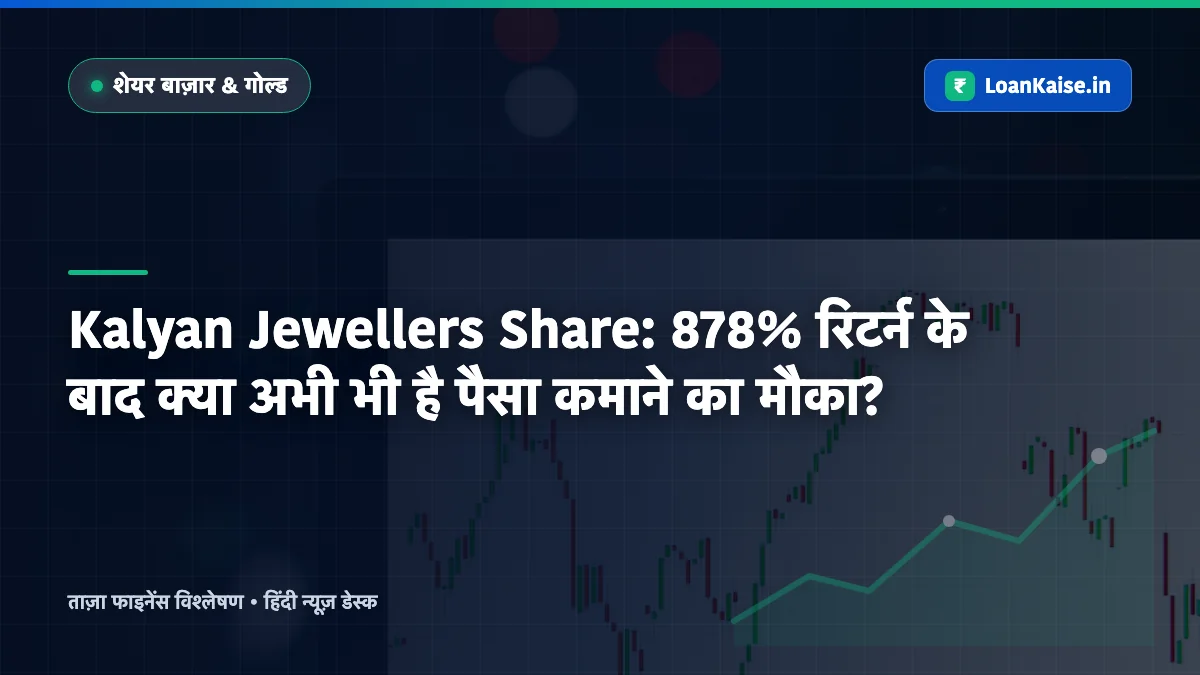 शेयर बाज़ार & गोल्ड
₹ LoanKaise.in
Kalyan Jewellers Share: 878% रिटर्न के
बाद क्या अभी भी है पैसा कमाने का मौका?
ताज़ा फाइनेंस विश्लेषण • हिंदी न्यूज़ डेस्क